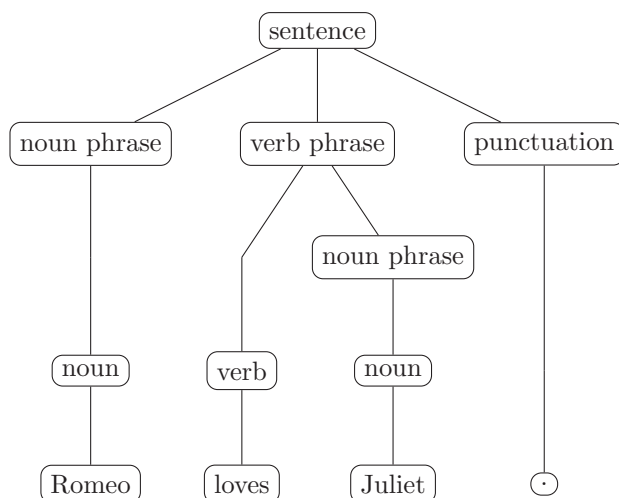 sentence
noun phrase verb phrase punctuation
noun phrase
noun verb noun
Romeo loves Juliet .